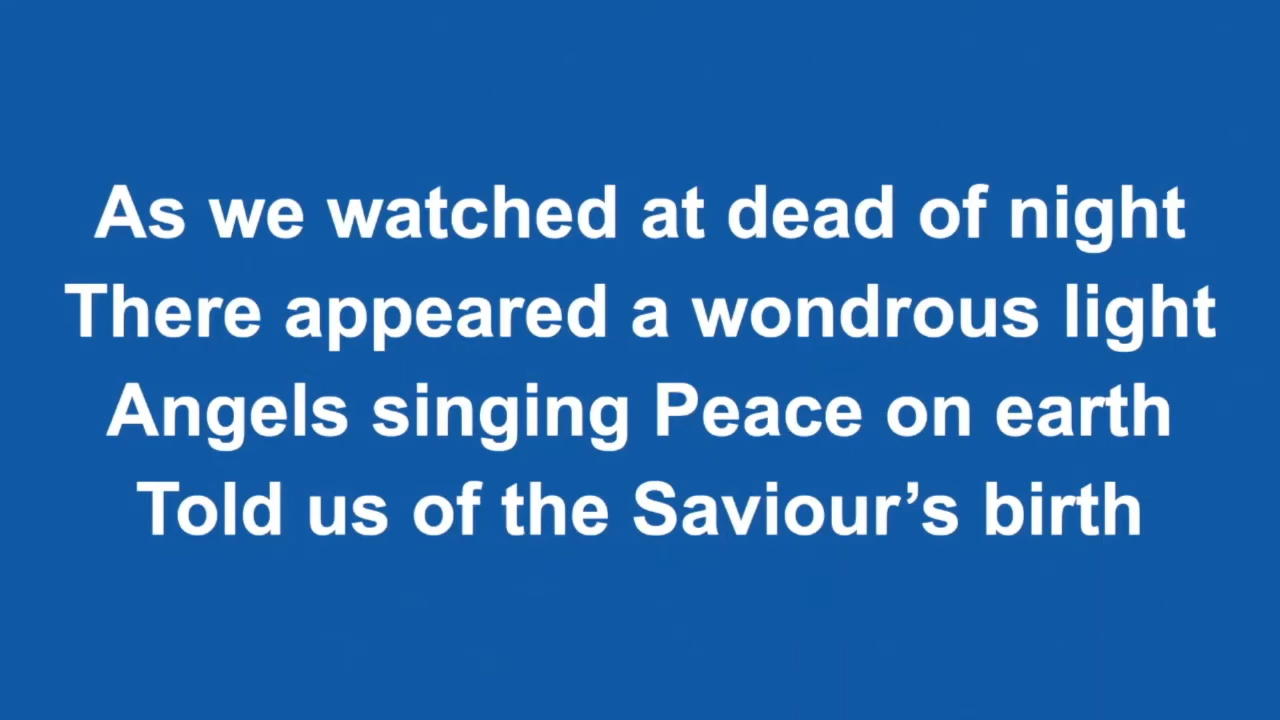 As we watched at dead of night
There appeared a wondrous light
Angels singing Peace on earth
Told us of the Saviour’s birth